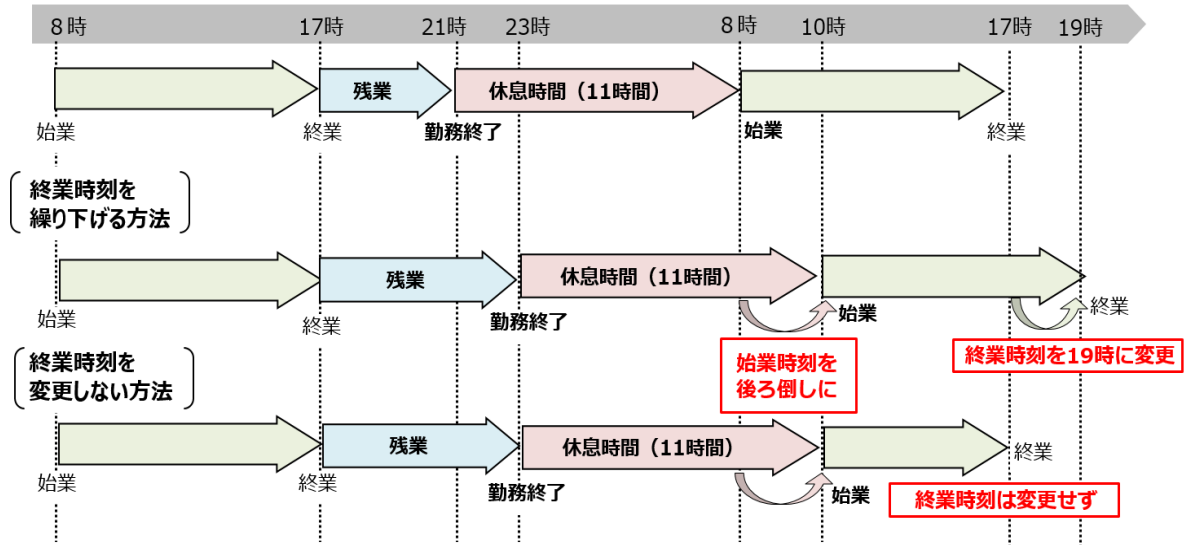 8時 17時 21時 23時 8時 10時 17時 19時
残業 休息時間（11時間）
始業 終業 勤務終了 始業 終業
終業時刻を
繰り下げる方法
残業 休息時間（11時間）
始業 終業 勤務終了 始業 終業
始業時刻を
後ろ倒しに
終業時刻を19時に変更
終業時刻を
変更しない方法
残業 休息時間（11時間） 終業
始業 終業 勤務終了 始業
終業時刻は変更せず